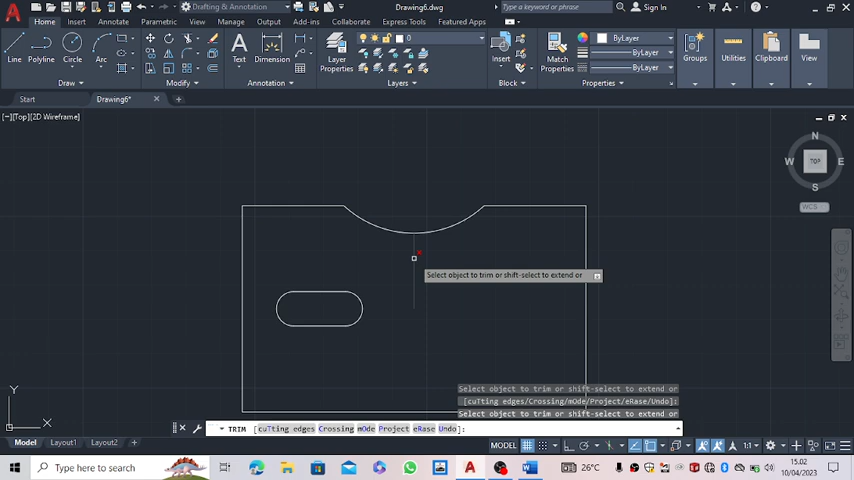 Drafting & Annotation
Drawing6.dwg
Type a keyword or phrase
Sign In
Home
Insert
Annotate
Parametric
View
Manage
Output
Add-ins
Collaborate
Express Tools
Featured Apps
Line
Polyline
Circle
Arc
Text
Dimension
Layer
Properties
0
Insert
Match
Properties
ByLayer
ByLayer
ByLayer
Groups
Utilities
Clipboard
View
Draw
Modify
Annotation
Layers
Block
Properties
Start
Drawing6*
[−][Top][2D Wireframe]
N
W
TOP
E
S
WCS
Select object to trim or shift-select to extend or
Select object to trim or shift-select to extend or
[cuTting edges/Crossing/mOde/Project/eRase/Undo]:
Select object to trim or shift-select to extend or
Y
X
TRIM [cuTting edges Crossing mOde Project eRase Undo]:
Model
Layout1
Layout2
MODEL
1:1
Type here to search
26°C
15.02
10/04/2023